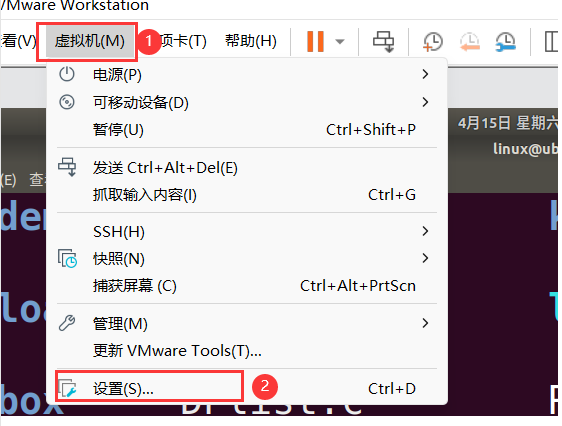 /Mware Workstation
看(V) 虚拟机(M) 1 项卡(T) 帮助(H)
电源(P)
可移动设备(D)
暂停(U) Ctrl+Shift+P
发送 Ctrl+Alt+Del(E)
抓取输入内容(I) Ctrl+G
SSH(H)
快照(N)
捕获屏幕 (C) Ctrl+Alt+PrtScn
管理(M)
更新 VMware Tools(T)...
设置(S)... 2 Ctrl+D
4月15日 星期六
linux@ub
(E) 查
den
k
loa
box DFlist.c